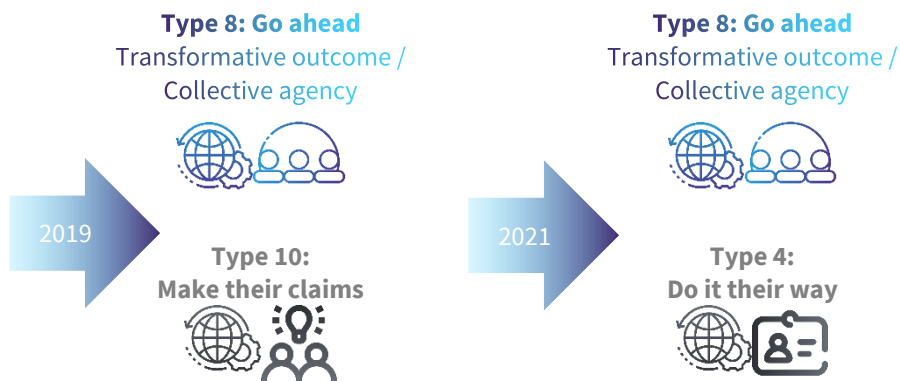 Type 8: Go ahead
Transformative outcome /
Collective agency
2019
Type 10:
Make their claims
Type 8: Go ahead
Transformative outcome /
Collective agency
2021
Type 4:
Do it their way